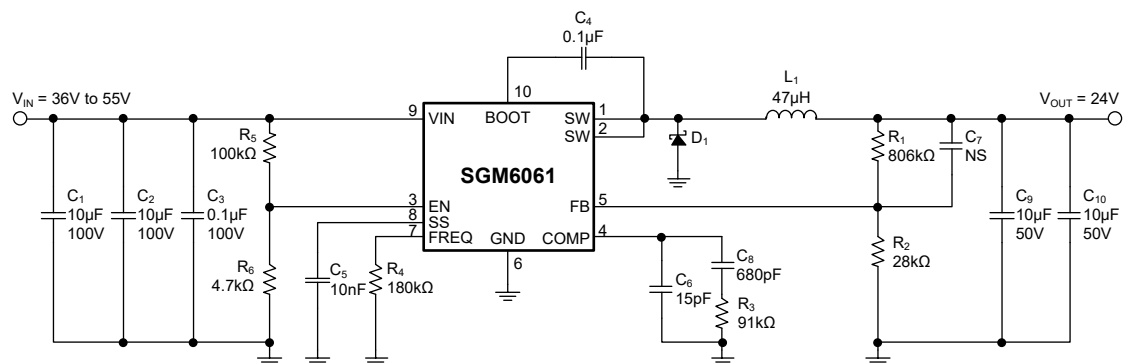 C4
0.1µF
VIN = 36V to 55V
L1
47µH
VOUT = 24V
10
9
VIN
BOOT
SW
1
SW
2
R5
100kΩ
D1
R1
806kΩ
C7
NS
SGM6061
C1
10µF
100V
C2
10µF
100V
C3
0.1µF
100V
3
EN
FB
5
C9
10µF
50V
C10
10µF
50V
8
SS
7
FREQ
GND
COMP
4
6
R6
4.7kΩ
C5
10nF
R4
180kΩ
C6
15pF
C8
680pF
R3
91kΩ
R2
28kΩ